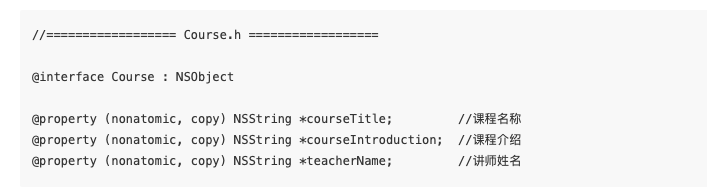 //================== Course.h ==================
@interface Course : NSObject
@property (nonatomic, copy) NSString *courseTitle;         //课程名称
@property (nonatomic, copy) NSString *courseIntroduction;  //课程介绍
@property (nonatomic, copy) NSString *teacherName;         //讲师姓名